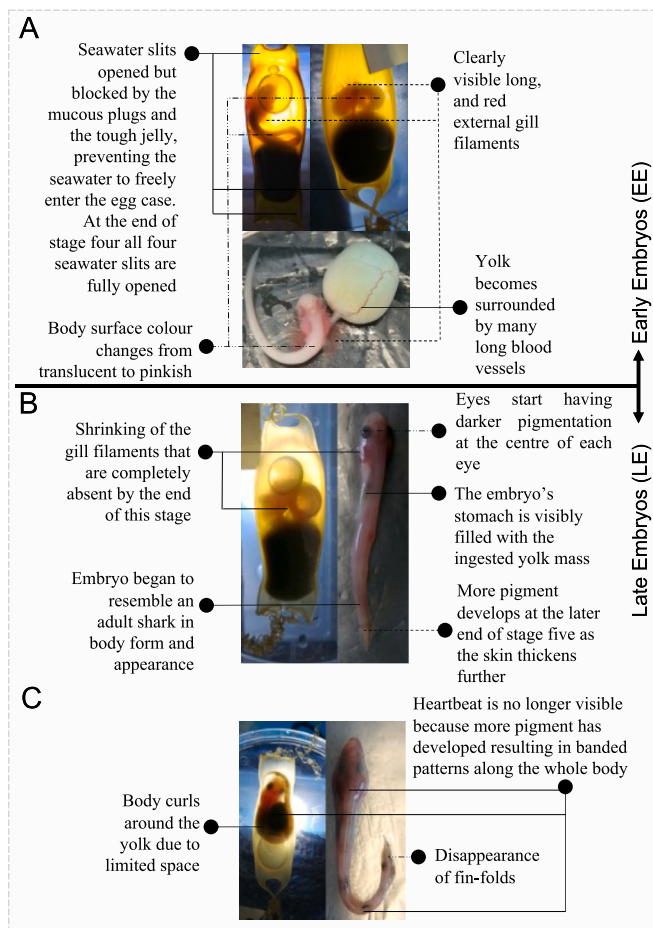 A
Seawater slits
opened but
blocked by the
mucous plugs and
the tough jelly,
preventing the
seawater to freely
enter the egg case.
At the end of
stage four all four
seawater slits are
fully opened
Clearly
visible long,
and red
external gill
filaments
Body surface colour
changes from
translucent to pinkish
Yolk
becomes
surrounded
by many
long blood
vessels
Early Embryos (EE)
B
Shrinking of the
gill filaments that
are completely
absent by the end
of this stage
Embryo began to
resemble an
adult shark in
body form and
appearance
Eyes start having
darker pigmentation
at the centre of each
eye
The embryo's
stomach is visibly
filled with the
ingested yolk mass
More pigment
develops at the later
end of stage five as
the skin thickens
further
Late Embryos (LE)
C
Heartbeat is no longer visible
because more pigment has
developed resulting in banded
patterns along the whole body
Body curls
around the
yolk due to
limited space
Disappearance
of fin-folds